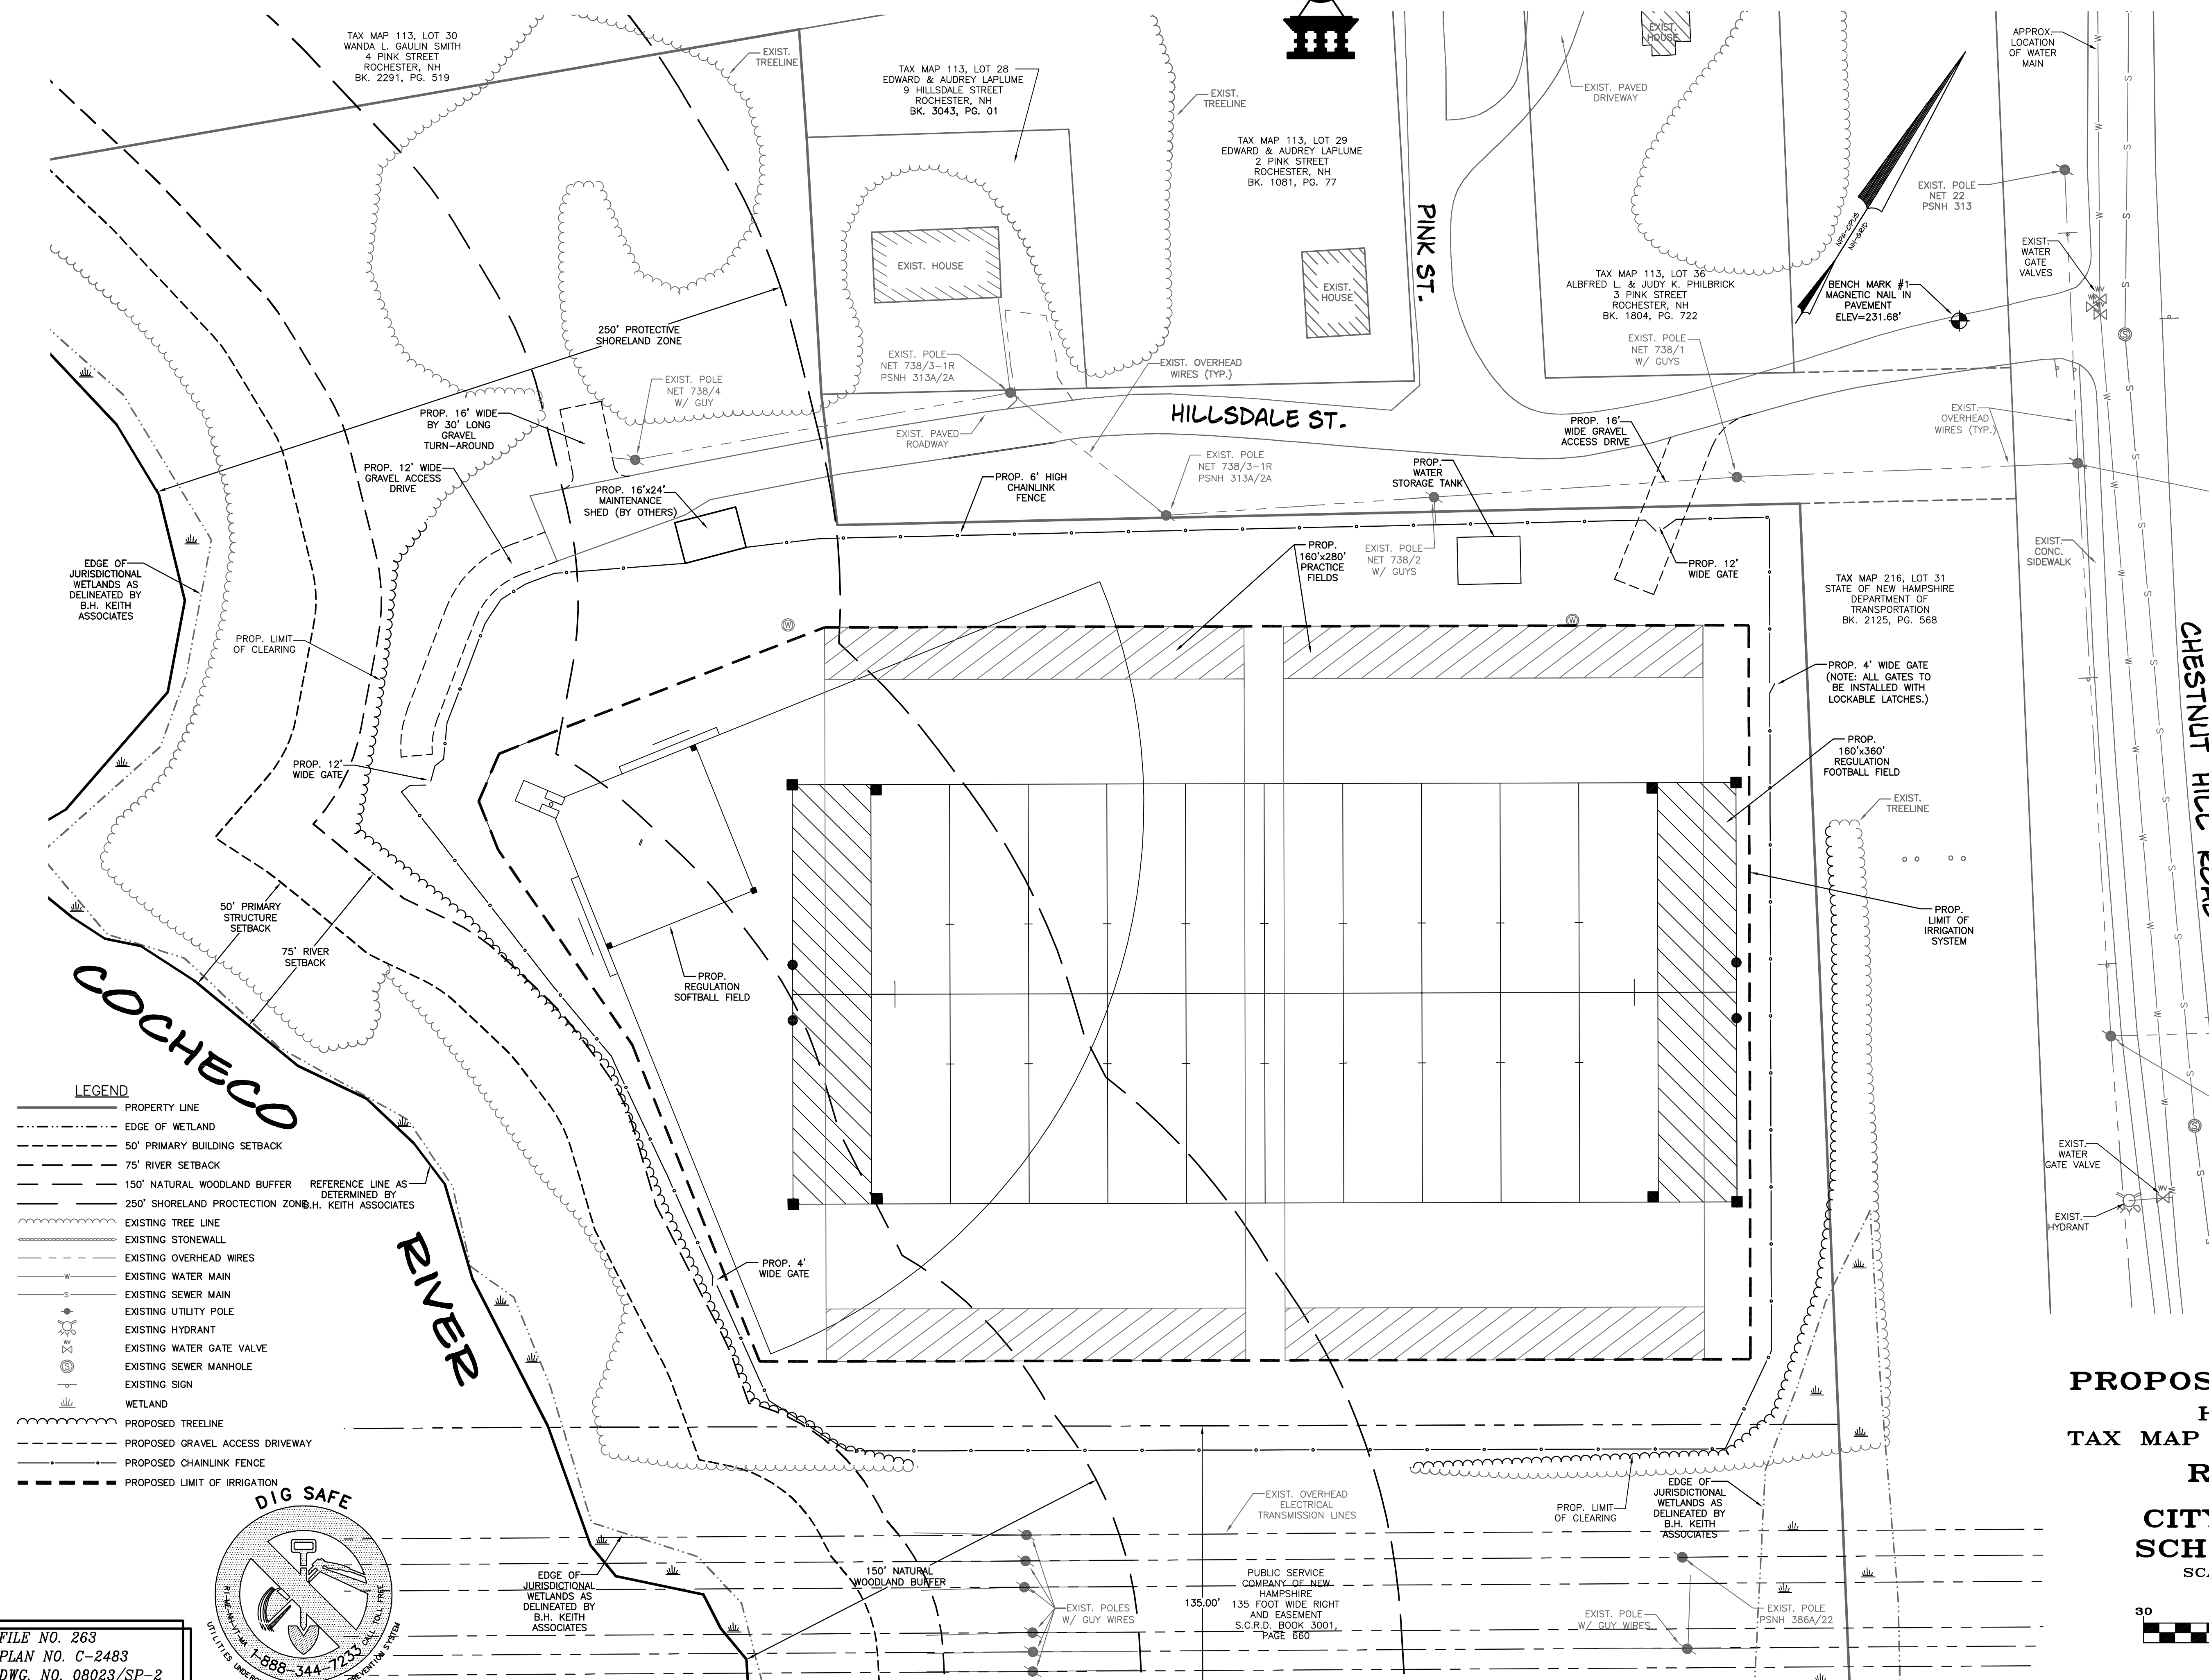 TAX MAP 113, LOT 30
WANDA L. GAULIN SMITH
4 PINK STREET
ROCHESTER, NH
BK. 2291, PG. 519
EXIST.
TREELINE
TAX MAP 113, LOT 28
EDWARD & AUDREY LAPLUME
9 HILLSDALE STREET
ROCHESTER, NH
BK. 3043, PG. 01
EXIST.
TREELINE
TAX MAP 113, LOT 29
EDWARD & AUDREY LAPLUME
2 PINK STREET
ROCHESTER, NH
BK. 1081, PG. 77
EXIST. PAVED
DRIVEWAY
EXIST.
HOUSE
APPROX.
LOCATION
OF WATER
MAIN
EXIST. POLE
NET 22
PSNH 313
EXIST.
WATER
GATE
VALVES
NPA-OPUS
NH-GRID
PINK ST.
EXIST. HOUSE
EXIST.
HOUSE
TAX MAP 113, LOT 36
ALBFRED L. & JUDY K. PHILBRICK
3 PINK STREET
ROCHESTER, NH
BK. 1804, PG. 722
BENCH MARK #1
MAGNETIC NAIL IN
PAVEMENT
ELEV=231.68'
250' PROTECTIVE
SHORELAND ZONE
EXIST. POLE
NET 738/4
W/ GUY
EXIST. POLE
NET 738/3-1R
PSNH 313A/2A
EXIST. OVERHEAD
WIRES (TYP.)
EXIST. POLE
NET 738/1
W/ GUYS
PROP. 16' WIDE
BY 30' LONG
GRAVEL
TURN-AROUND
EXIST. PAVED
ROADWAY
HILLSDALE ST.
PROP. 16'
WIDE GRAVEL
ACCESS DRIVE
EXIST.
OVERHEAD
WIRES (TYP.)
PROP. 12' WIDE
GRAVEL ACCESS
DRIVE
PROP. 16'x24'
MAINTENANCE
SHED (BY OTHERS)
PROP. 6' HIGH
CHAINLINK
FENCE
EXIST. POLE
NET 738/3-1R
PSNH 313A/2A
PROP.
WATER
STORAGE TANK
EDGE OF
JURISDICTIONAL
WETLANDS AS
DELINEATED BY
B.H. KEITH
ASSOCIATES
PROP.
160'x280'
PRACTICE
FIELDS
EXIST. POLE
NET 738/2
W/ GUYS
PROP. 12'
WIDE GATE
EXIST.
CONC.
SIDEWALK
TAX MAP 216, LOT 31
STATE OF NEW HAMPSHIRE
DEPARTMENT OF
TRANSPORTATION
BK. 2125, PG. 568
PROP. LIMIT
OF CLEARING
PROP. 4' WIDE GATE
(NOTE: ALL GATES TO
BE INSTALLED WITH
LOCKABLE LATCHES.)
CHESTNUT HILL ROAD
PROP. 12'
WIDE GATE
PROP.
160'x360'
REGULATION
FOOTBALL FIELD
EXIST.
TREELINE
50' PRIMARY
STRUCTURE
SETBACK
75' RIVER
SETBACK
PROP.
REGULATION
SOFTBALL FIELD
PROP.
LIMIT OF
IRRIGATION
SYSTEM
COCHECO
RIVER
LEGEND
PROPERTY LINE
EDGE OF WETLAND
50' PRIMARY BUILDING SETBACK
75' RIVER SETBACK
150' NATURAL WOODLAND BUFFER
250' SHORELAND PROCTECTION ZONE
EXISTING TREE LINE
EXISTING STONEWALL
EXISTING OVERHEAD WIRES
W EXISTING WATER MAIN
S EXISTING SEWER MAIN
EXISTING UTILITY POLE
EXISTING HYDRANT
WV EXISTING WATER GATE VALVE
S EXISTING SEWER MANHOLE
EXISTING SIGN
WETLAND
PROPOSED TREELINE
PROPOSED GRAVEL ACCESS DRIVEWAY
PROPOSED CHAINLINK FENCE
PROPOSED LIMIT OF IRRIGATION
REFERENCE LINE AS
DETERMINED BY
B.H. KEITH ASSOCIATES
PROP. 4'
WIDE GATE
EXIST.
WATER
GATE VALVE
WV
EXIST.
HYDRANT
EXIST. OVERHEAD
ELECTRICAL
TRANSMISSION LINES
PROP. LIMIT
OF CLEARING
EDGE OF
JURISDICTIONAL
WETLANDS AS
DELINEATED BY
B.H. KEITH
ASSOCIATES
EDGE OF
JURISDICTIONAL
WETLANDS AS
DELINEATED BY
B.H. KEITH
ASSOCIATES
150' NATURAL
WOODLAND BUFFER
EXIST. POLES
W/ GUY WIRES
135.00'
PUBLIC SERVICE
COMPANY OF NEW
HAMPSHIRE
135 FOOT WIDE RIGHT
AND EASEMENT
S.C.R.D. BOOK 3001,
PAGE 660
EXIST. POLE
W/ GUY WIRES
EXIST. POLE
PSNH 386A/22
DIG SAFE
RI-ME-NH-VT-MA 1-888-344-7233 CALL TOLL FREE
FILE NO. 263
PLAN NO. C-2483
DWG. NO. 08023/SP-2
PROPOS
H
TAX MAP
R
CITY
SCH
SCA
30